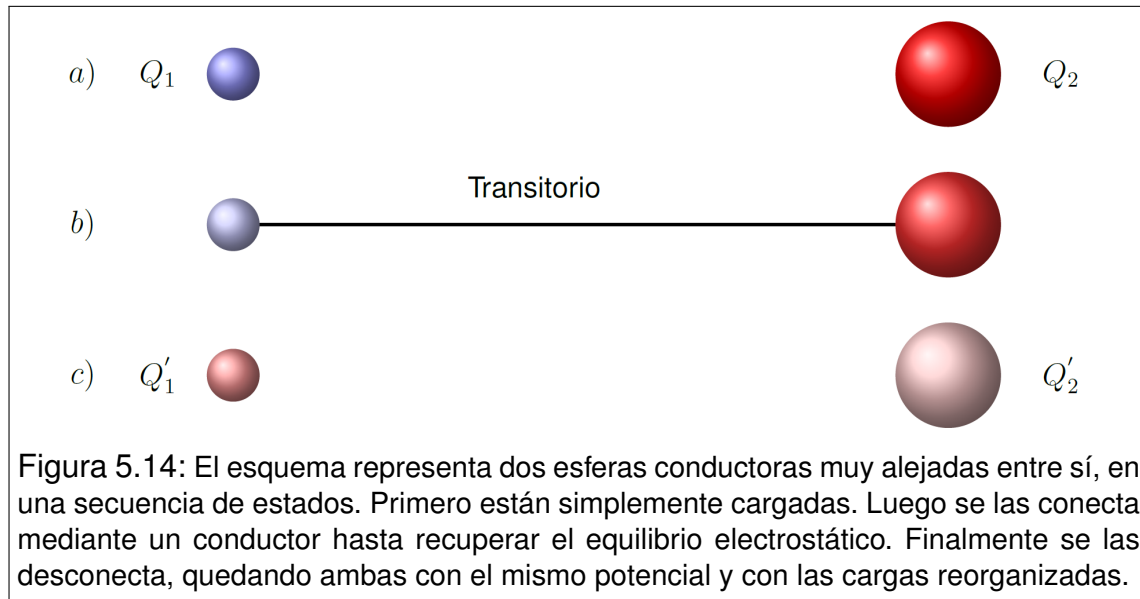 a) Q₁ Q₂
Transitorio
b)
c) Q₁′ Q₂′
Figura 5.14: El esquema representa dos esferas conductoras muy alejadas entre sí, en
una secuencia de estados. Primero están simplemente cargadas. Luego se las conecta
mediante un conductor hasta recuperar el equilibrio electrostático. Finalmente se las
desconecta, quedando ambas con el mismo potencial y con las cargas reorganizadas.